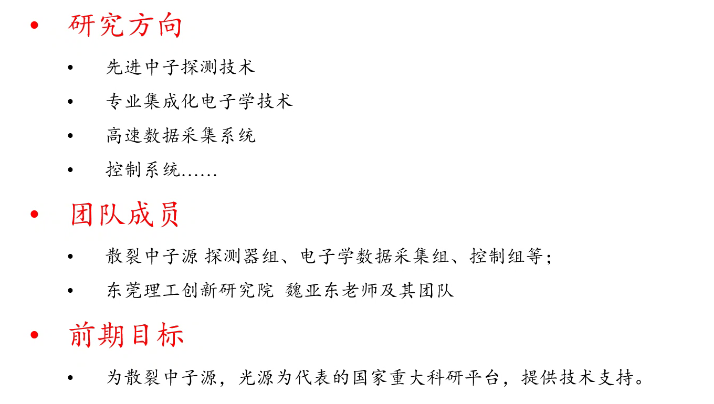 • 研究方向
• 先进中子探测技术
• 专业集成化电子学技术
• 高速数据采集系统
• 控制系统……
• 团队成员
• 散裂中子源 探测器组、电子学数据采集组、控制组等；
• 东莞理工创新研究院 魏亚东老师及其团队
• 前期目标
• 为散裂中子源，光源为代表的国家重大科研平台，提供技术支持。